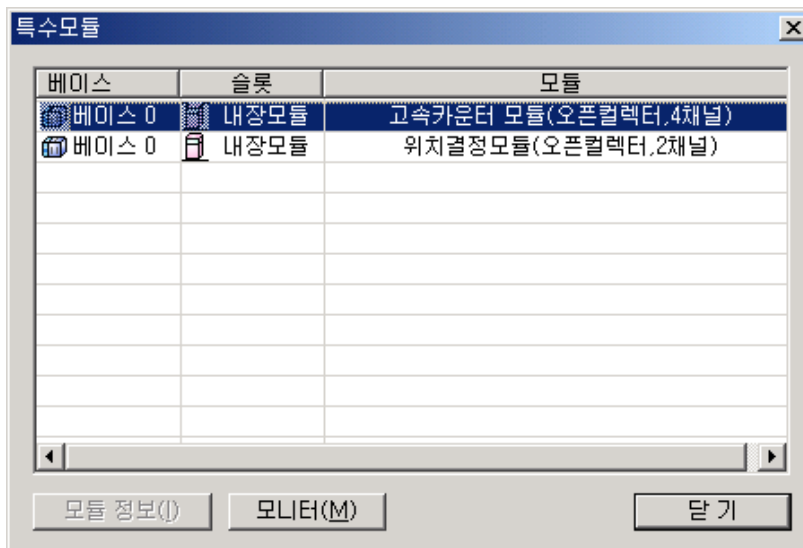 특수모듈
베이스 슬롯 모듈
베이스 0 내장모듈 고속카운터 모듈(오픈컬렉터,4채널)
베이스 0 내장모듈 위치결정모듈(오픈컬렉터,2채널)
모듈 정보(I) 모니터(M) 닫 기